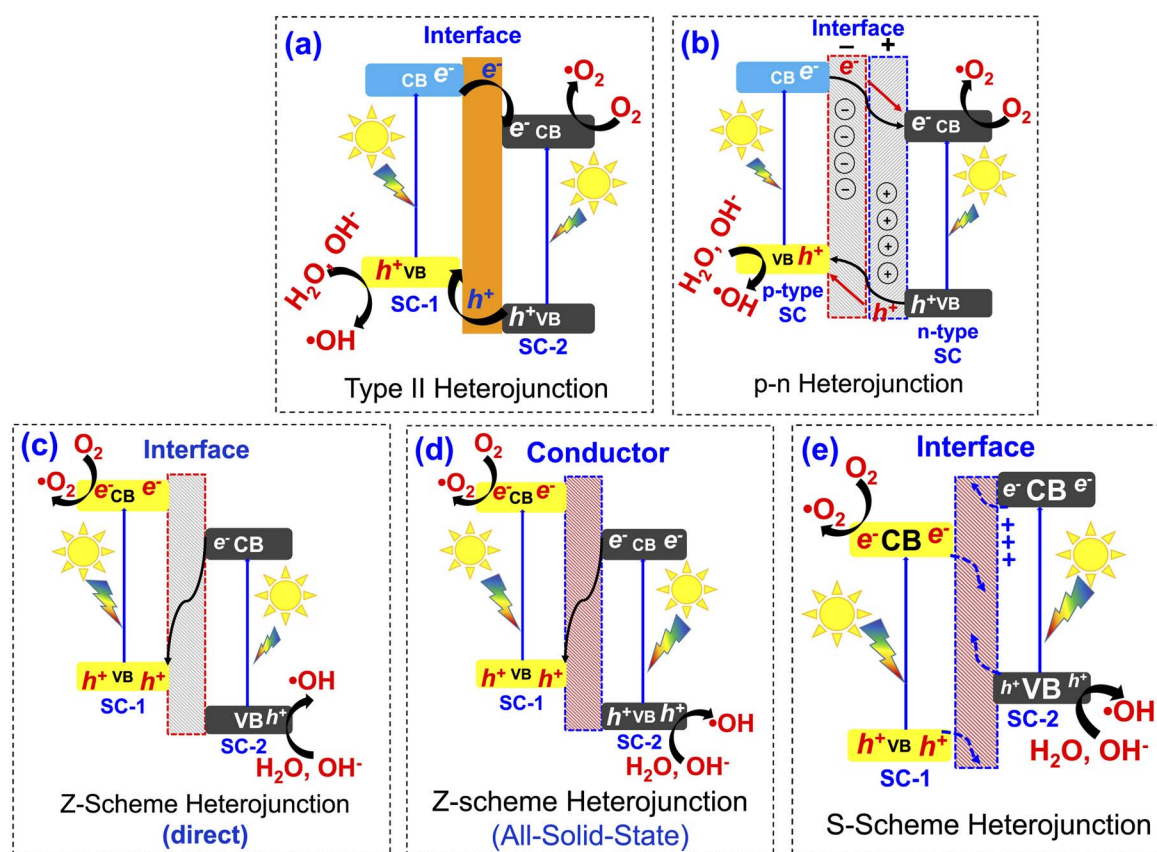 (a)
Interface
CB e-
e-
•O2
O2
e- CB
H2O, OH-
h+ VB
SC-1
h+
h+VB
SC-2
•OH
Type II Heterojunction
(b)
Interface
− +
CB e-
e-
•O2
O2
e- CB
−
−
−
−
+
+
+
+
H2O, OH-
VB h+
p-type
SC
•OH
h+
h+VB
n-type
SC
p-n Heterojunction
(c)
Interface
O2
•O2
e-CB e-
e- CB
h+ VB h+
SC-1
•OH
VB h+
SC-2
H2O, OH-
Z-Scheme Heterojunction
(direct)
(d)
Conductor
O2
•O2
e-CB e-
e- CB e-
h+ VB h+
SC-1
h+VB h+
SC-2
•OH
H2O, OH-
Z-scheme Heterojunction
(All-Solid-State)
(e)
Interface
O2
•O2
e- CB e-
e-CB e-
-
+
+
+
h+VB h+
SC-2
•OH
H2O, OH-
h+ VB h+
SC-1
S-Scheme Heterojunction